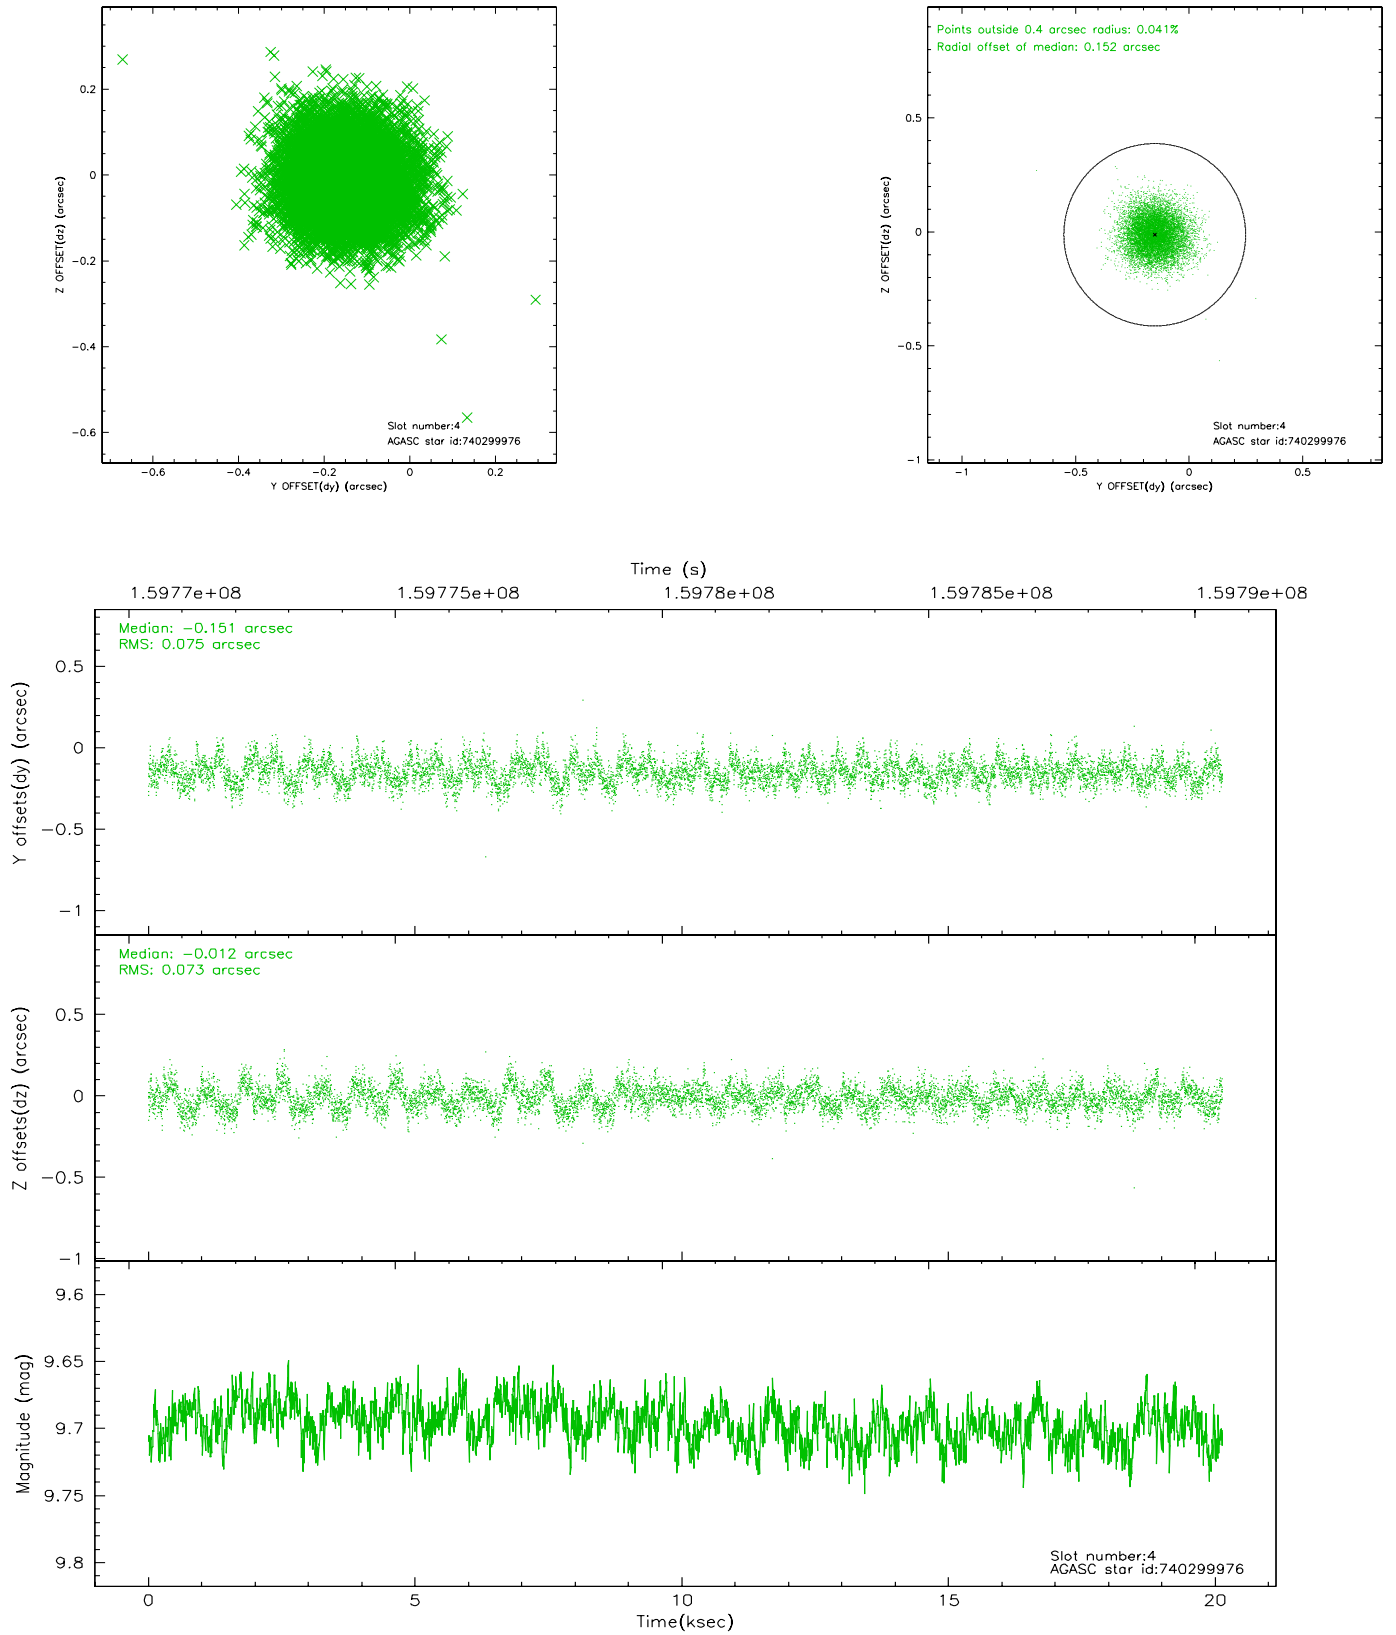 0.2
0
−0.2
−0.4
−0.6
Z OFFSET(dz) (arcsec)
−0.6
−0.4
−0.2
0
0.2
Y OFFSET(dy) (arcsec)
Slot number:4
AGASC star id:740299976
Points outside 0.4 arcsec radius: 0.041%
Radial offset of median: 0.152 arcsec
0.5
0
−0.5
−1
Z OFFSET(dz) (arcsec)
−1
−0.5
0
0.5
Y OFFSET(dy) (arcsec)
Slot number:4
AGASC star id:740299976
Time (s)
1.5977e+08
1.59775e+08
1.5978e+08
1.59785e+08
1.5979e+08
Median: −0.151 arcsec
RMS: 0.075 arcsec
0.5
0
−0.5
−1
Y offsets(dy) (arcsec)
Median: −0.012 arcsec
RMS: 0.073 arcsec
0.5
0
−0.5
−1
Z offsets(dz) (arcsec)
9.6
9.65
9.7
9.75
9.8
Magnitude (mag)
Slot number:4
AGASC star id:740299976
0
5
10
15
20
Time(ksec)